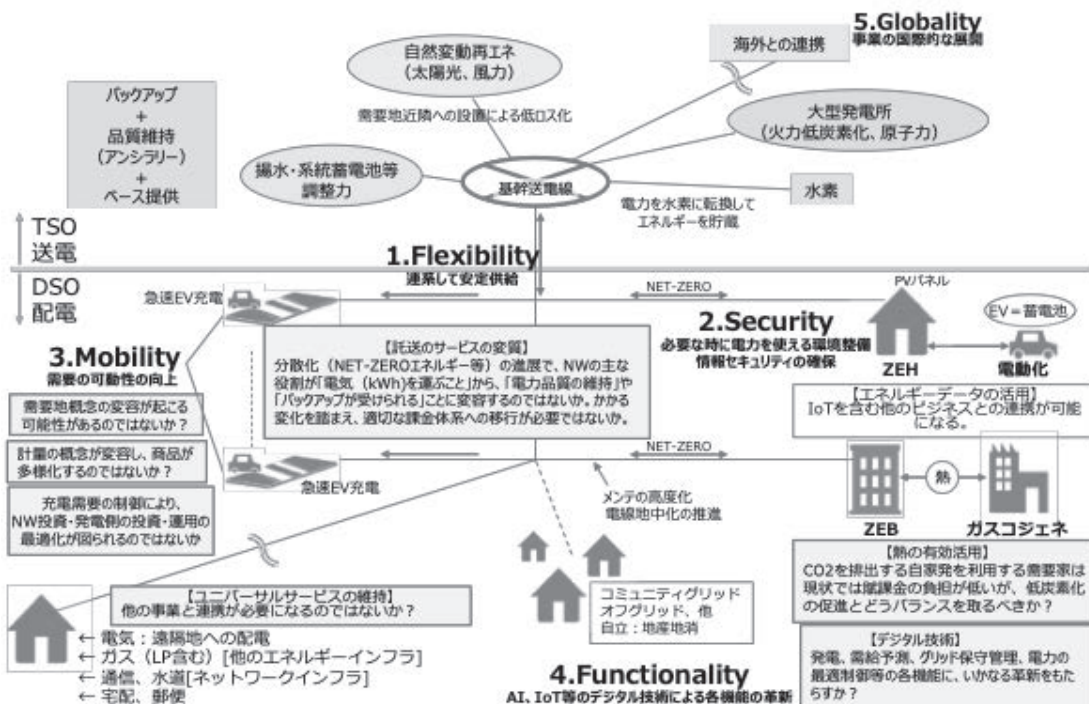 5.Globality
事業の国際的な展開
海外との連携
自然変動再エネ
(太陽光、風力)
需要地近隣への設置による低ロス化
大型発電所
(火力低炭素化、原子力)
バックアップ
+
品質維持
(アンシラリー)
+
ベース提供
揚水・系統蓄電池等
調整力
基幹送電線
水素
電力を水素に転換して
エネルギーを貯蔵
TSO
送電
DSO
配電
1.Flexibility
連系して安定供給
急速EV充電
NET-ZERO
PVパネル
2.Security
必要な時に電力を使える環境整備
情報セキュリティの確保
EV=蓄電池
ZEH
電動化
3.Mobility
需要の可動性の向上
【託送のサービスの変質】
分散化(NET-ZEROエネルギー等)の進展で、NWの主な
役割が「電気(kWh)を運ぶこと」から、「電力品質の維持」や
「バックアップが受けられる」ことに変容するのではないか。かかる
変化を踏まえ、適切な課金体系への移行が必要ではないか。
【エネルギーデータの活用】
IoTを含む他のビジネスとの連携が可能
になる。
需要地概念の変容が起こる
可能性があるのではないか?
計量の概念が変容し、商品が
多様化するのではないか?
充電需要の制御により、
NW投資・発電側の投資・運用の
最適化が図られるのではないか
急速EV充電
NET-ZERO
メンテの高度化
電線地中化の推進
熱
ZEB
ガスコジェネ
【熱の有効活用】
CO2を排出する自家発を利用する需要家は
現状では賦課金の負担が低いが、低炭素化
の促進とどうバランスを取るべきか?
【ユニバーサルサービスの維持】
他の事業と連携が必要になるのではないか?
← 電気:遠隔地への配電
← ガス(LP含む)[他のエネルギーインフラ]
← 通信、水道[ネットワークインフラ]
← 宅配、郵便
コミュニティグリッド
オフグリッド、他
自立:地産地消
4.Functionality
AI、IoT等のデジタル技術による各機能の革新
【デジタル技術】
発電、需給予測、グリッド保守管理、電力の
最適制御等の各機能に、いかなる革新をもた
らすか?